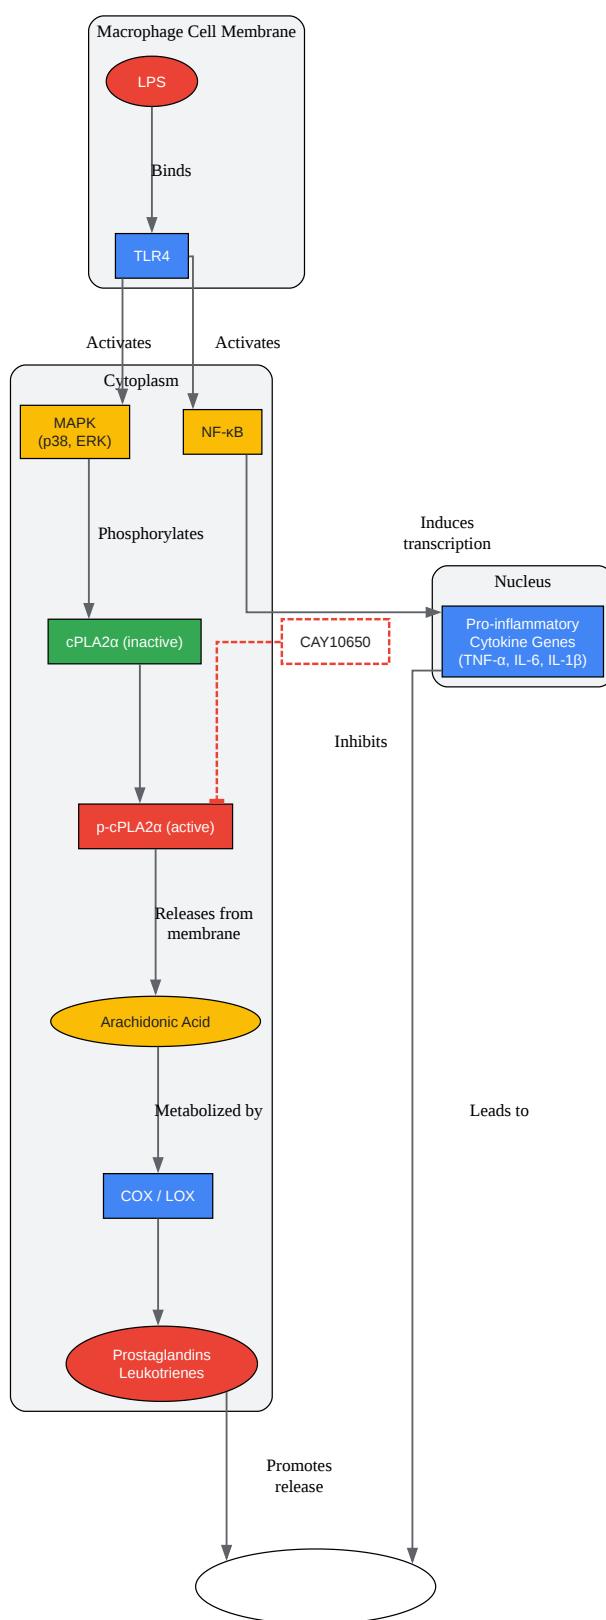 Macrophage Cell Membrane
LPS
Binds
TLR4
Activates
Activates
Cytoplasm
MAPK
(p38, ERK)
NF-κB
Phosphorylates
Induces
transcription
Nucleus
Pro-inflammatory
Cytokine Genes
(TNF-α, IL-6, IL-1β)
cPLA2α (inactive)
CAY10650
Inhibits
p-cPLA2α (active)
Releases from
membrane
Arachidonic Acid
Metabolized by
Leads to
COX / LOX
Prostaglandins
Leukotrienes
Promotes
release